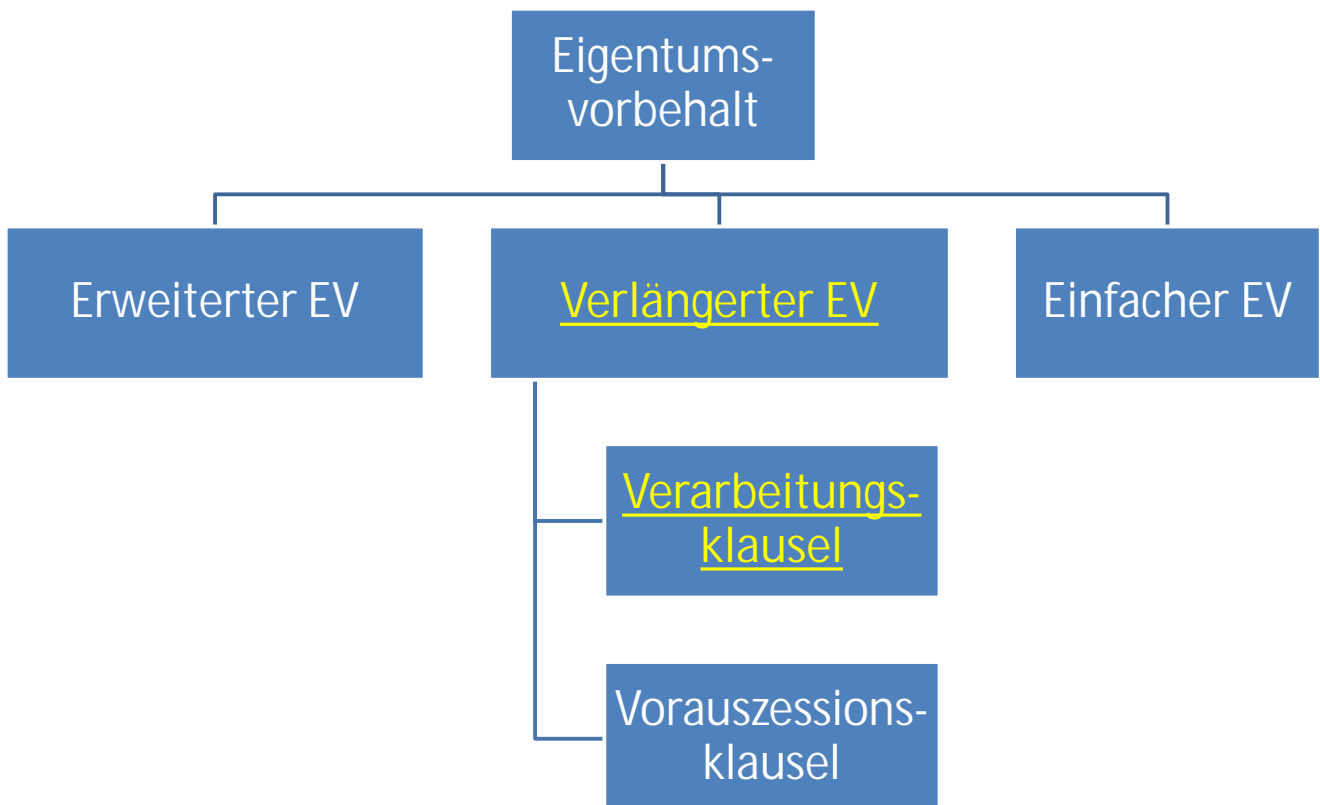 Eigentums-
vorbehalt
Erweiterter EV
Verlängerter EV
Einfacher EV
Verarbeitungs-
klausel
Vorauszessions-
klausel